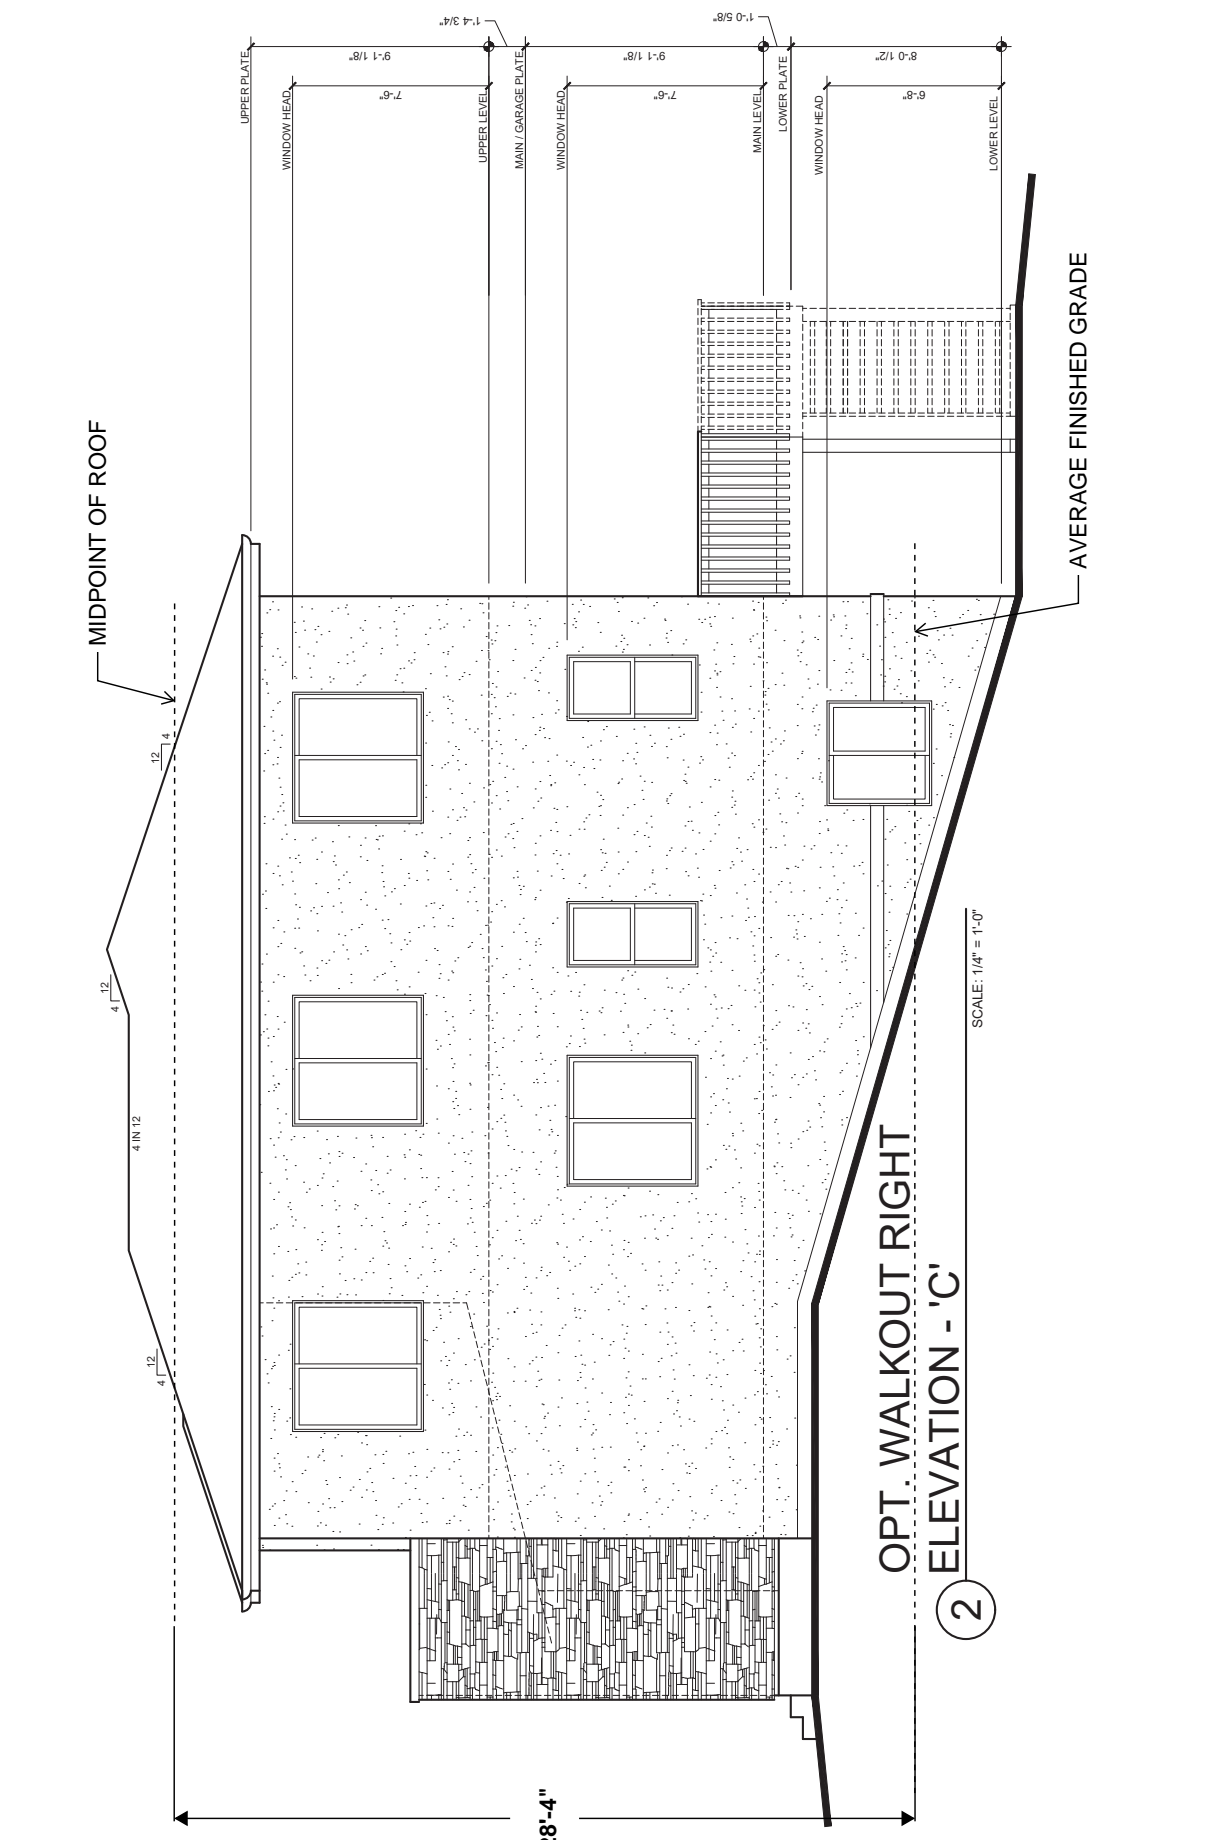 MIDPOINT OF ROOF
12
4
4 IN 12
12
4
12
4
UPPER PLATE
WINDOW HEAD
UPPER LEVEL
MAIN / GARAGE PLATE
WINDOW HEAD
MAIN LEVEL
LOWER PLATE
WINDOW HEAD
LOWER LEVEL
9'-1 1/8"
7'-6"
1'-4 3/4"
9'-1 1/8"
7'-6"
1'-0 5/8"
8'-0 1/2"
6'-8"
AVERAGE FINISHED GRADE
8'-4"
OPT. WALKOUT RIGHT
ELEVATION - 'C'
2
SCALE: 1/4" = 1'-0"